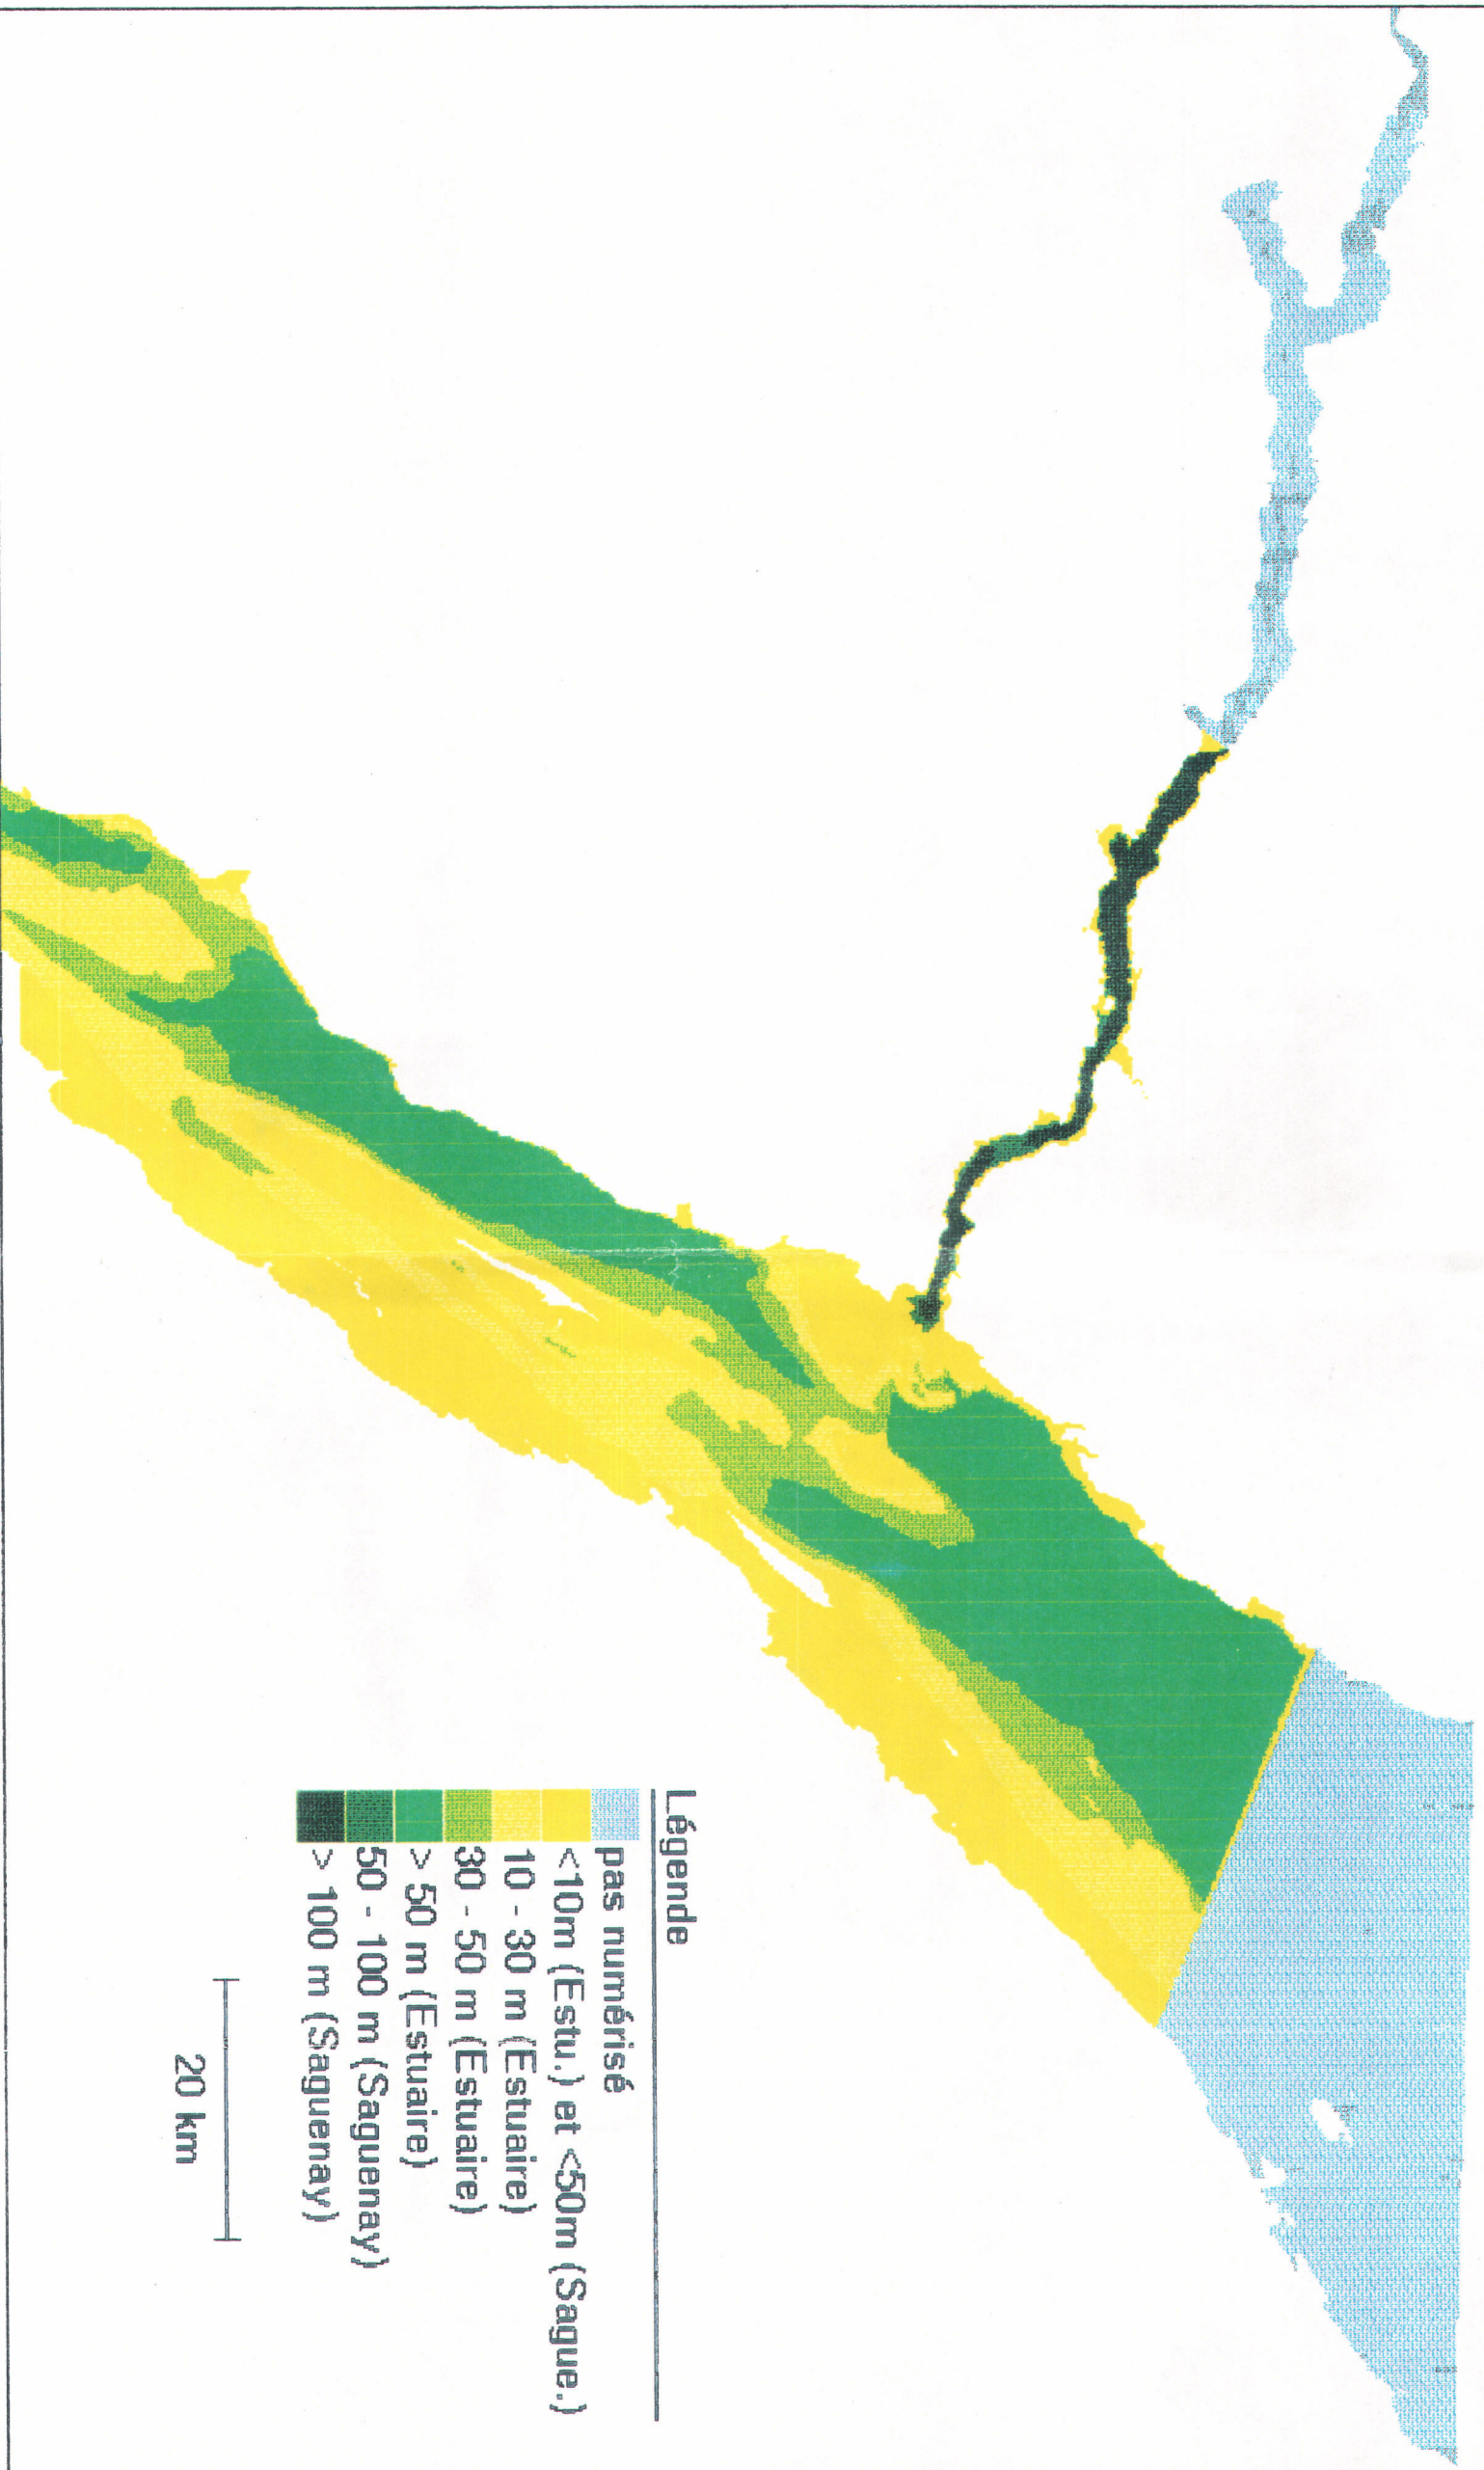 Légende
pas numérisé
<10m (Estu.) et <50m (Sague.)
10 - 30 m (Estuaire)
30 - 50 m (Estuaire)
> 50 m (Estuaire)
50 - 100 m (Saguenay)
> 100 m (Saguenay)
20 km